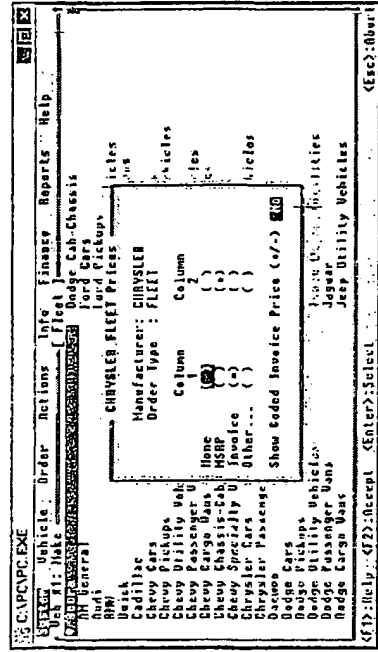 C:\PC\PC.EXE
Vehicle Order Actions Info Finance Reports Help
Veh #1: Make [ Fleet ]
AM General
Audi
BMW
Buick
Cadillac
Chevy Cars
Chevy Pickups
Chevy Utility Veh
Chevy Passenger V
Chevy Cargo Vans
Chevy Chassis-Cab
Chevy Specialty V
Chrysler Cars
Chrysler Passenge
Daewoo
Dodge Cars
Dodge Pickups
Dodge Utility Vehicles
Dodge Passenger Vans
Dodge Cargo Vans
Dodge Cab-Chassis
Ford Cars
Ford Pickups
Jaguar
Jeep Utility Vehicles
CHRYSLER FLEET Prices
Manufacturer: CHRYSLER
Order Type : FLEET
Column Column
1 2
None
MSRP
Invoice
Other...
Show Coded Invoice Price (+/-) NO
<F1>:Help <F2>:Accept <Enter>:Select <Esc>:Abort